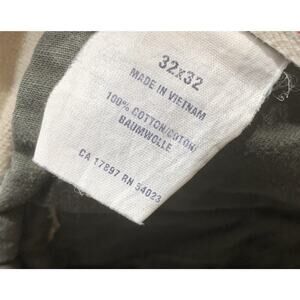 32x32
MADE IN VIETNAM
100% COTTON/COTON/
BAUMWOLLE
CA 17897 RN 54023